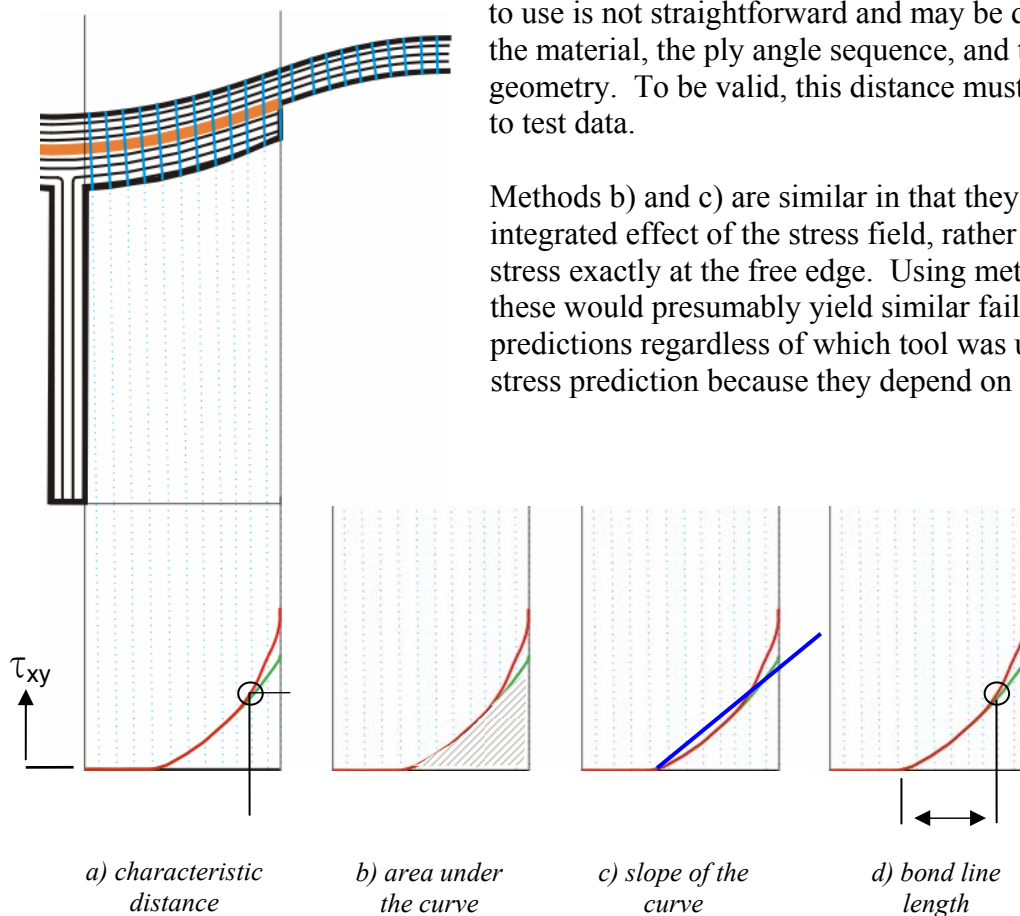 to use is not straightforward and may be
the material, the ply angle sequence, and
geometry. To be valid, this distance must
to test data.
Methods b) and c) are similar in that they
integrated effect of the stress field, rather
stress exactly at the free edge. Using
these would presumably yield similar
predictions regardless of which tool was
stress prediction because they depend on
τxy
a) characteristic
distance
b) area under
the curve
c) slope of the
curve
d) bond line
length